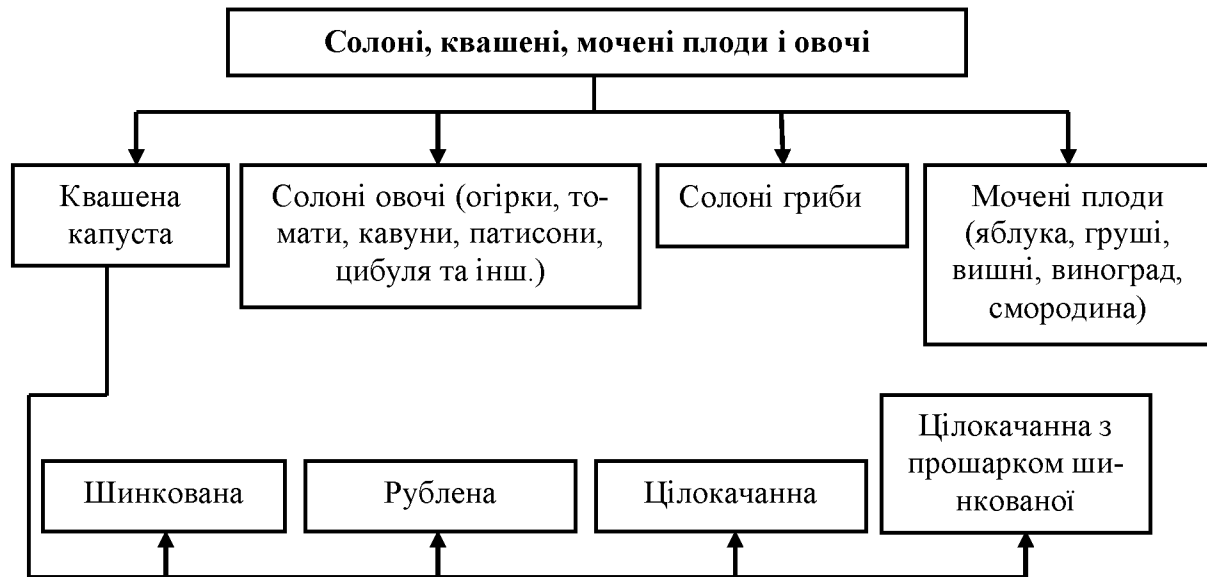 Солоні, квашені, мочені плоди і овочі
Квашена
капуста
Солоні овочі (огірки, то-
мати, кавуни, патисони,
цибуля та інш.)
Солоні гриби
Мочені плоди
(яблука, груші,
вишні, виноград,
смородина)
Шинкована
Рублена
Цілокачанна
Цілокачанна з
прошарком ши-
нкованої